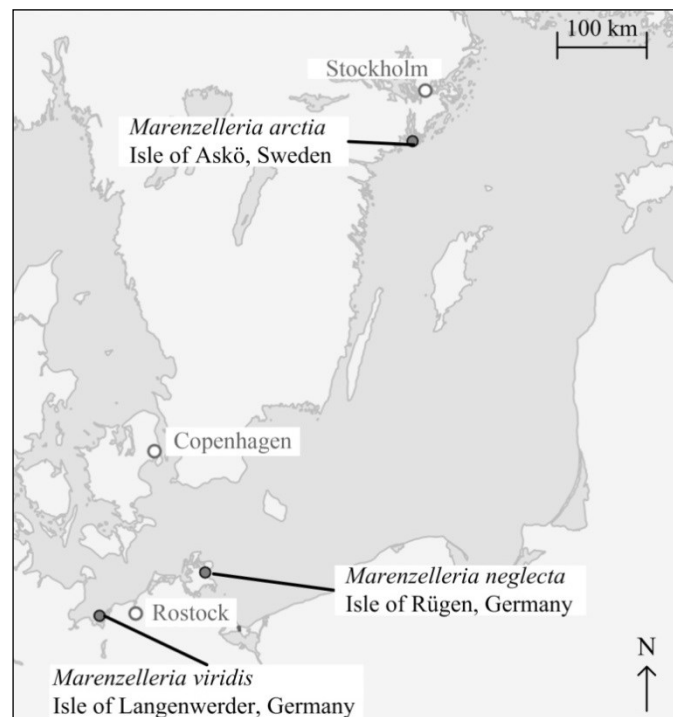 100 km
Stockholm
Marenzelleria arctia
Isle of Askö, Sweden
Copenhagen
Marenzelleria neglecta
Isle of Rügen, Germany
Rostock
N
Marenzelleria viridis
Isle of Langenwerder, Germany